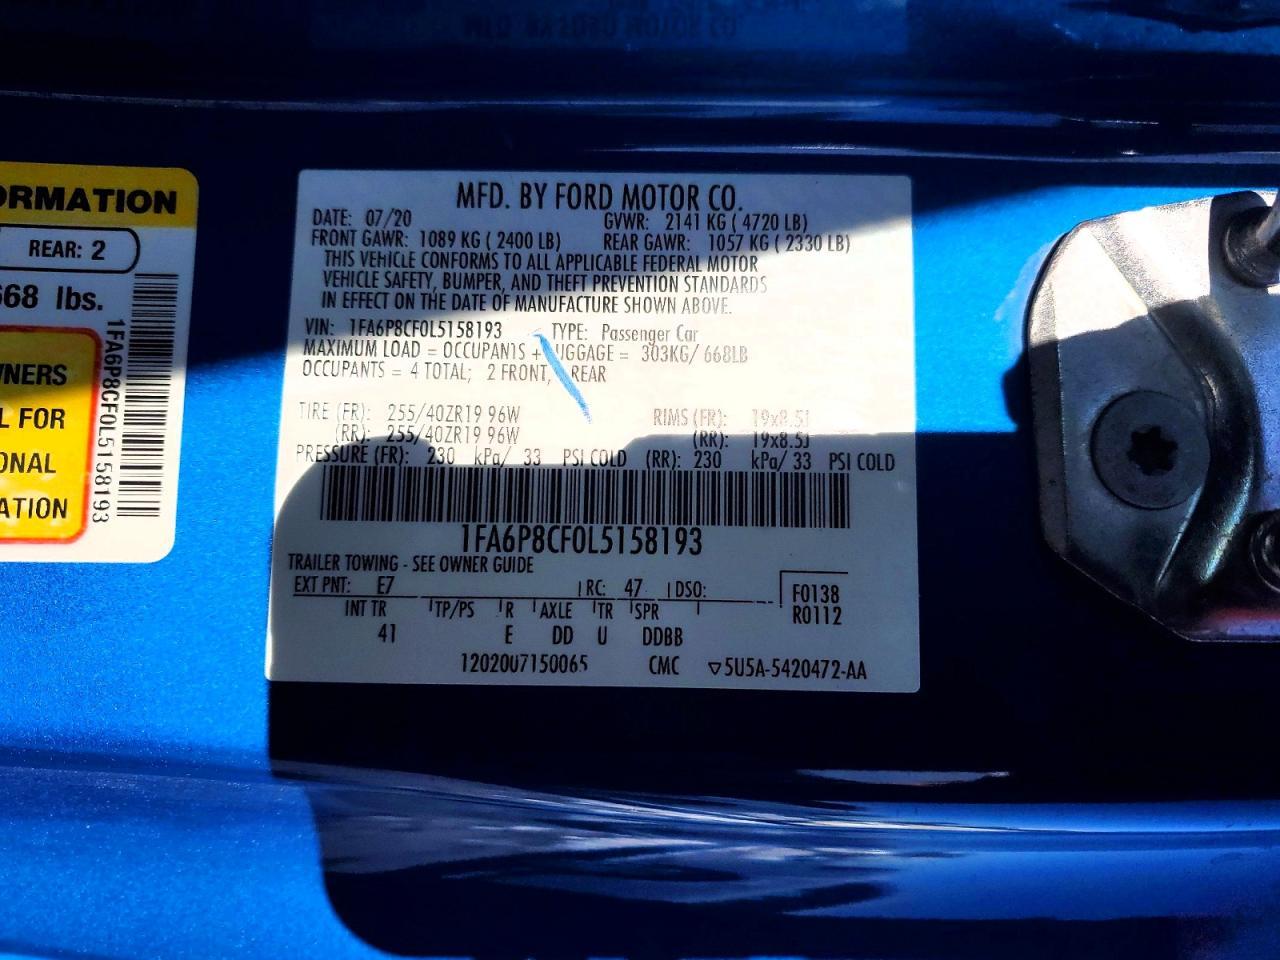 ORMATION
REAR: 2
668 lbs.
WNERS
L FOR
ONAL
ATION
1FA6P8CF0L5158193
MFD. BY FORD MOTOR CO.
DATE: 07/20 GVWR: 2141 KG ( 4720 LB)
FRONT GAWR: 1089 KG ( 2400 LB) REAR GAWR: 1057 KG ( 2330 LB)
THIS VEHICLE CONFORMS TO ALL APPLICABLE FEDERAL MOTOR
VEHICLE SAFETY, BUMPER, AND THEFT PREVENTION STANDARDS
IN EFFECT ON THE DATE OF MANUFACTURE SHOWN ABOVE.
VIN: 1FA6P8CF0L5158193 TYPE: Passenger Car
MAXIMUM LOAD = OCCUPANTS + LUGGAGE = 303KG/ 668LB
OCCUPANTS = 4 TOTAL; 2 FRONT, REAR
TIRE (FR): 255/40ZR19 96W RIMS (FR): 19x8.5J
(RR): 255/40ZR19 96W (RR): 19x8.5J
PRESSURE (FR): 230 kPa/ 33 PSI COLD (RR): 230 kPa/ 33 PSI COLD
1FA6P8CF0L5158193
TRAILER TOWING - SEE OWNER GUIDE
EXT PNT: E7 RC: 47 DSO: F0138
INT TR TP/PS R AXLE TR SPR R0112
41 E DD U DDBB
120200715006​5 CMC ▽5U5A-5420472-AA